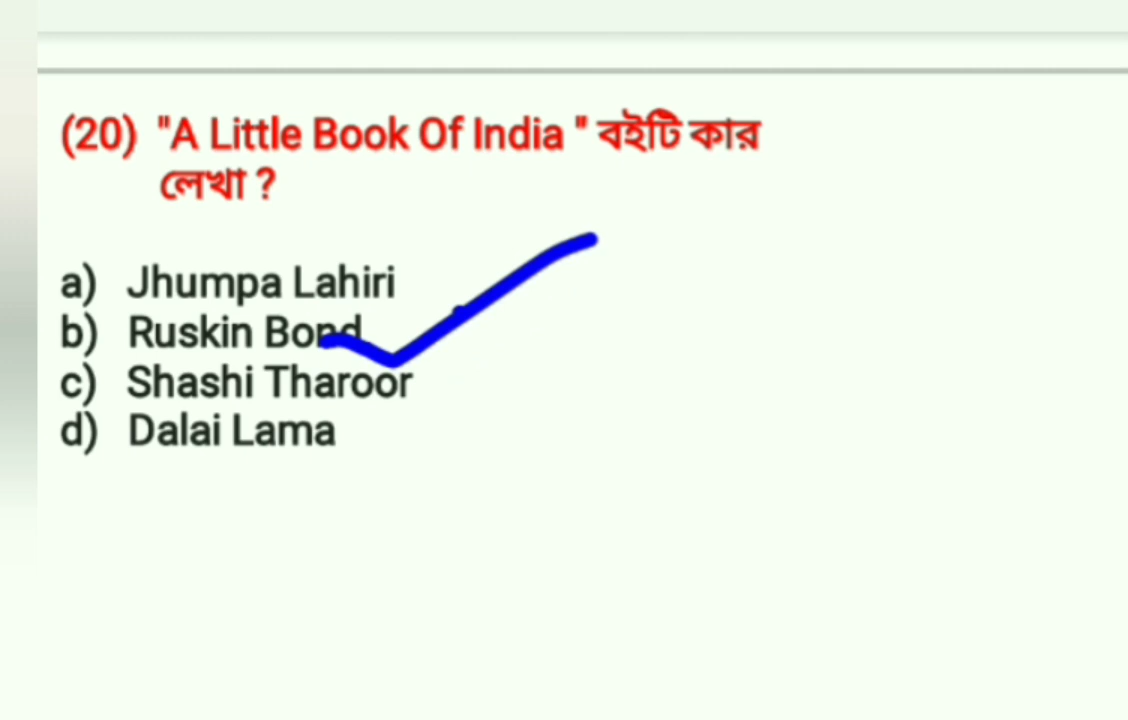 (20) "A Little Book Of India " বইটি কার
লেখা ?
a) Jhumpa Lahiri
b) Ruskin Bond
c) Shashi Tharoor
d) Dalai Lama